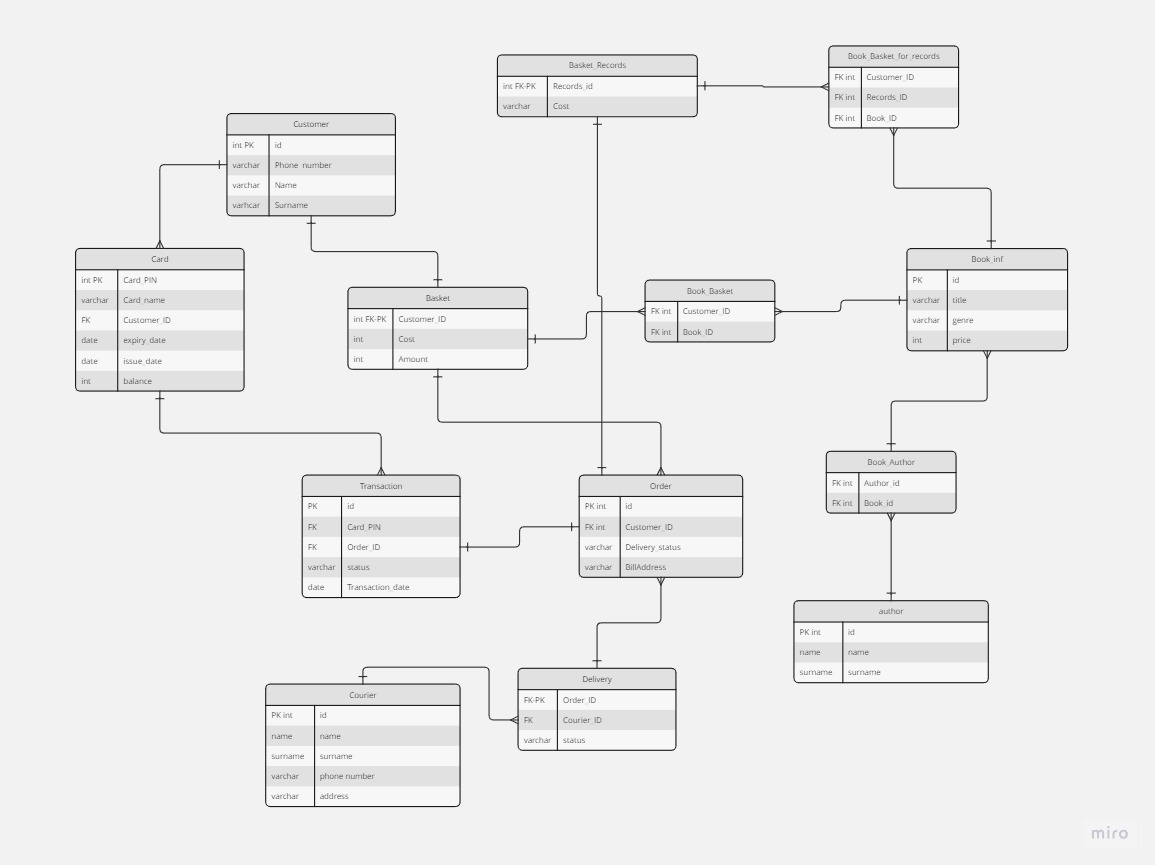 Basket_Records
int FK-PK Records_id
varchar Cost
Book_Basket_for_records
FK int Customer_ID
FK int Records_ID
FK int Book_ID
Customer
int PK id
varchar Phone number
varchar Name
varhcar Surname
Card
int PK Card_PIN
varchar Card_name
FK Customer_ID
date expiry_date
date issue_date
int balance
Basket
int FK-PK Customer_ID
int Cost
int Amount
Book_Basket
FK int Customer_ID
FK int Book_ID
Book_inf
PK id
varchar title
varchar genre
int price
Transaction
PK id
FK Card_PIN
FK Order_ID
varchar status
date Transaction_date
Order
PK int id
FK int Customer_ID
varchar Delivery_status
varchar BillAddress
Book_Author
FK int Author_id
FK int Book_id
author
PK int id
name name
surname surname
Courier
PK int id
name name
surname surname
varchar phone number
varchar address
Delivery
FK-PK Order_ID
FK Courier_ID
varchar status
miro